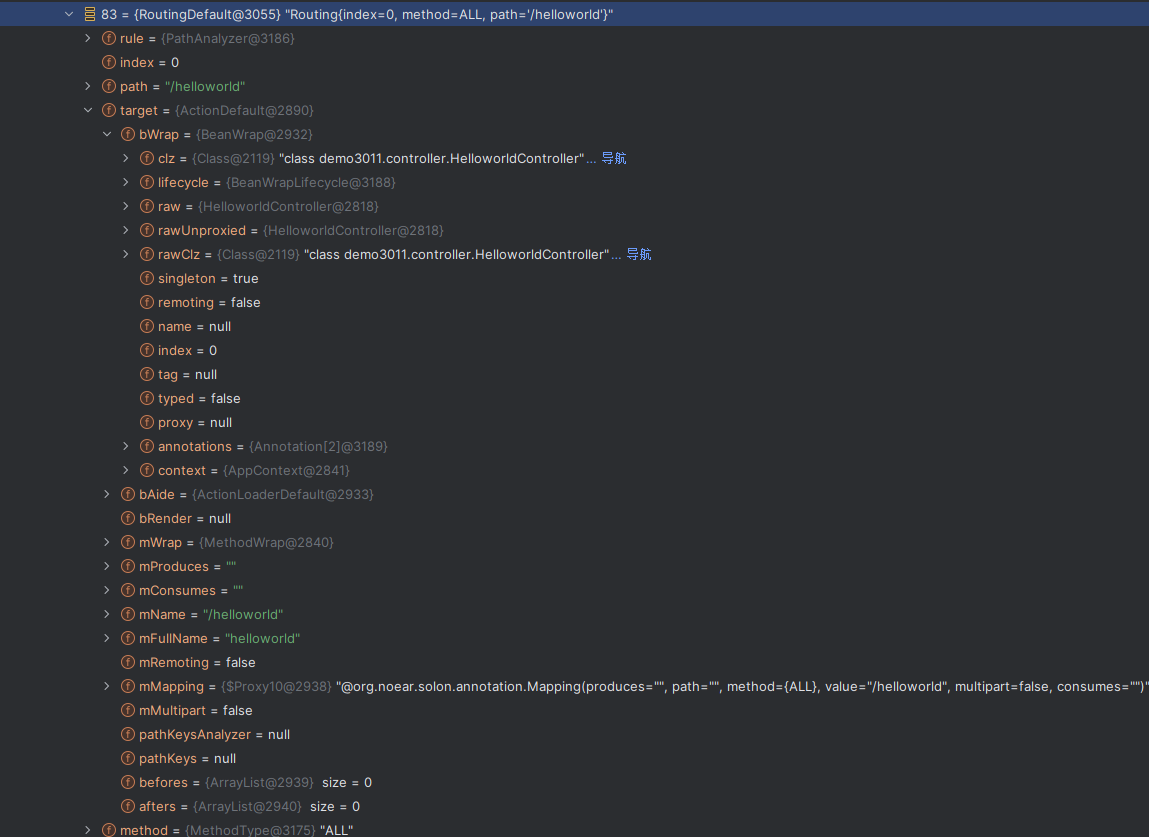 83 = {RoutingDefault@3055} "Routing{index=0, method=ALL, path='/helloworld'}"
f rule = {PathAnalyzer@3186}
f index = 0
f path = "/helloworld"
f target = {ActionDefault@2890}
f bWrap = {BeanWrap@2932}
f clz = {Class@2119} "class demo3011.controller.HelloworldController"... 导航
f lifecycle = {BeanWrapLifecycle@3188}
f raw = {HelloworldController@2818}
f rawUnproxied = {HelloworldController@2818}
f rawClz = {Class@2119} "class demo3011.controller.HelloworldController"... 导航
f singleton = true
f remoting = false
f name = null
f index = 0
f tag = null
f typed = false
f proxy = null
f annotations = {Annotation[2]@3189}
f context = {AppContext@2841}
f bAide = {ActionLoaderDefault@2933}
f bRender = null
f mWrap = {MethodWrap@2840}
f mProduces = ""
f mConsumes = ""
f mName = "/helloworld"
f mFullName = "helloworld"
f mRemoting = false
f mMapping = {$Proxy10@2938} "@org.noear.solon.annotation.Mapping(produces="", path="", method={ALL}, value="/helloworld", multipart=false, consumes="")"
f mMultipart = false
f pathKeysAnalyzer = null
f pathKeys = null
f befores = {ArrayList@2939} size = 0
f afters = {ArrayList@2940} size = 0
f method = {MethodType@3175} "ALL"